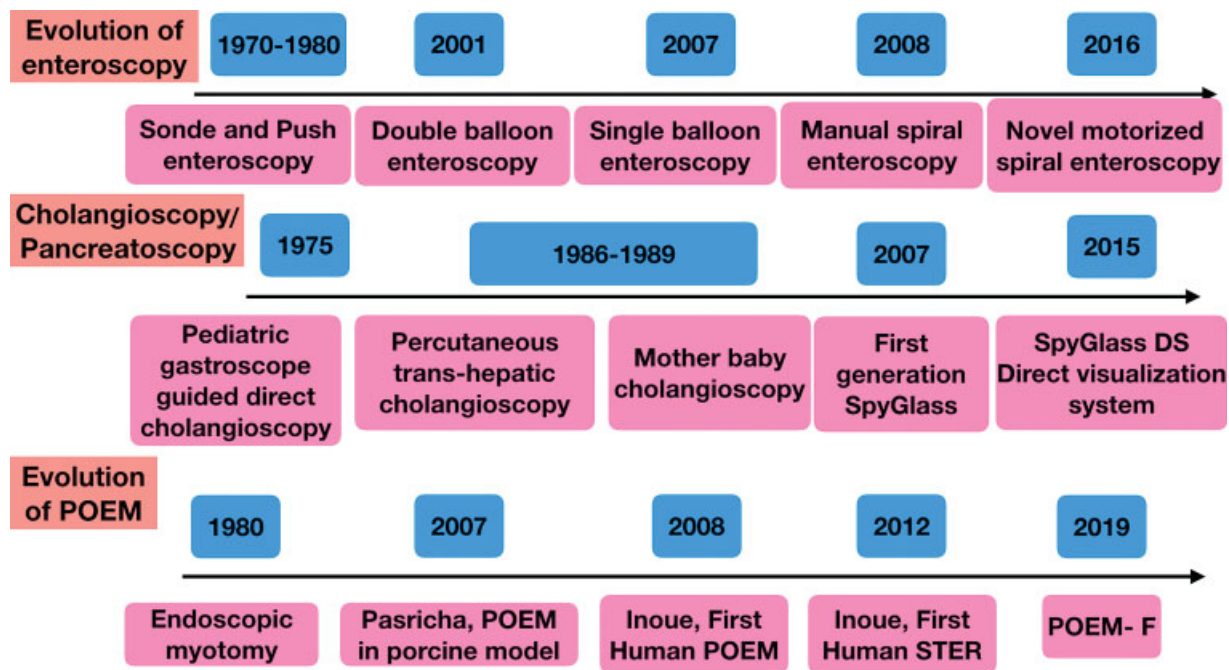 Evolution of
enteroscopy
1970-1980
2001
2007
2008
2016
Sonde and Push
enteroscopy
Double balloon
enteroscopy
Single balloon
enteroscopy
Manual spiral
enteroscopy
Novel motorized
spiral enteroscopy
Cholangioscopy/
Pancreatoscopy
1975
1986-1989
2007
2015
Pediatric
gastroscope
guided direct
cholangioscopy
Percutaneous
trans-hepatic
cholangioscopy
Mother baby
cholangioscopy
First
generation
SpyGlass
SpyGlass DS
Direct visualization
system
Evolution
of POEM
1980
2007
2008
2012
2019
Endoscopic
myotomy
Pasricha, POEM
in porcine model
Inoue, First
Human POEM
Inoue, First
Human STER
POEM- F